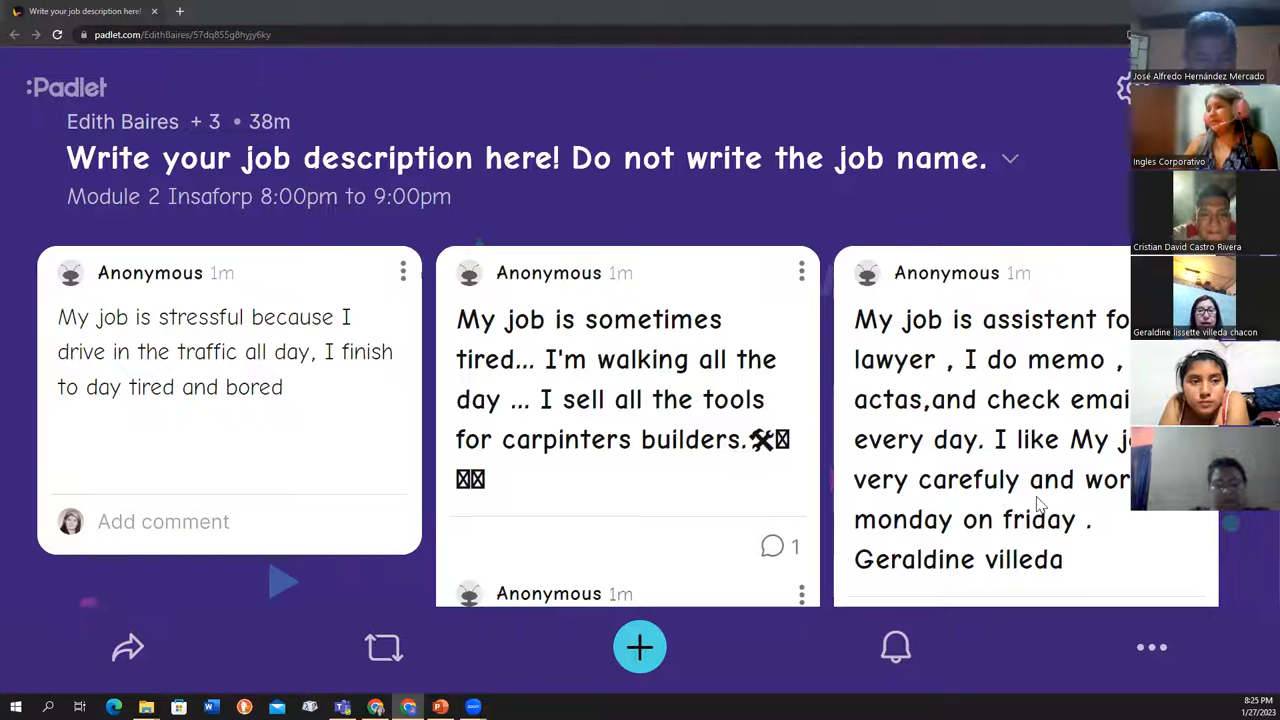 Write your job description here!
padlet.com/EdithBaires/57dq855g8hyjy6ky
:Padlet
Edith Baires + 3 • 38m
Write your job description here! Do not write the job name.
Module 2 Insaforp 8:00pm to 9:00pm
Anonymous 1m
My job is stressful because I
drive in the traffic all day, I finish
to day tired and bored
Add comment
Anonymous 1m
My job is sometimes
tired... I'm walking all the
day ... I sell all the tools
for carpinters builders.
1
Anonymous 1m
Anonymous 1m
My job is assistent
lawyer , I do memo ,
actas,and check
every day. I like My
very carefuly and
monday on friday .
Geraldine villeda
José Alfredo Hernández Mercado
Ingles Corporativo
Cristian David Castro Rivera
Geraldine lissette villeda chacon
8:25 PM
1/27/2023